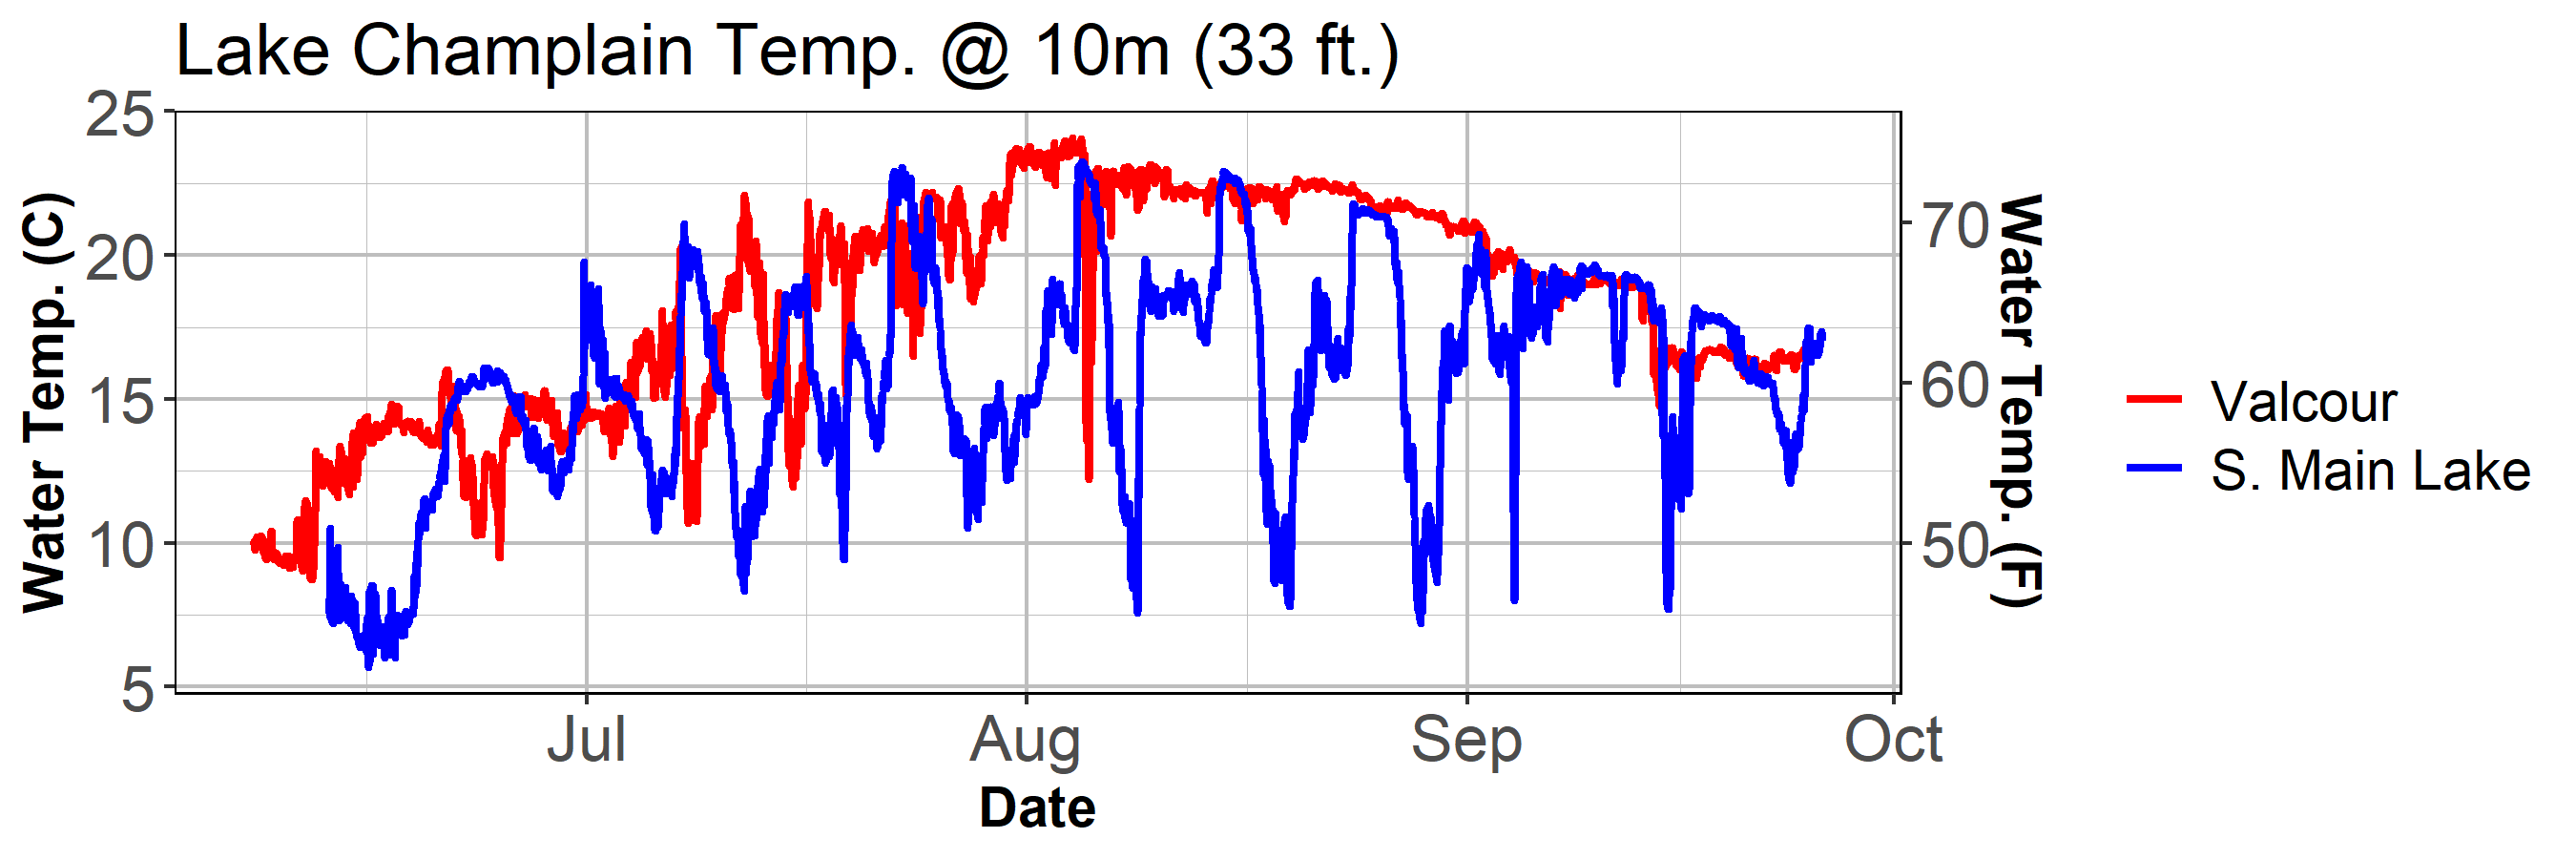 Lake Champlain Temp. @ 10m (33 ft.)
25
20
15
10
5
Water Temp. (C)
70
60
50
Water Temp. (F)
Jul
Aug
Sep
Oct
Date
Valcour
S. Main Lake